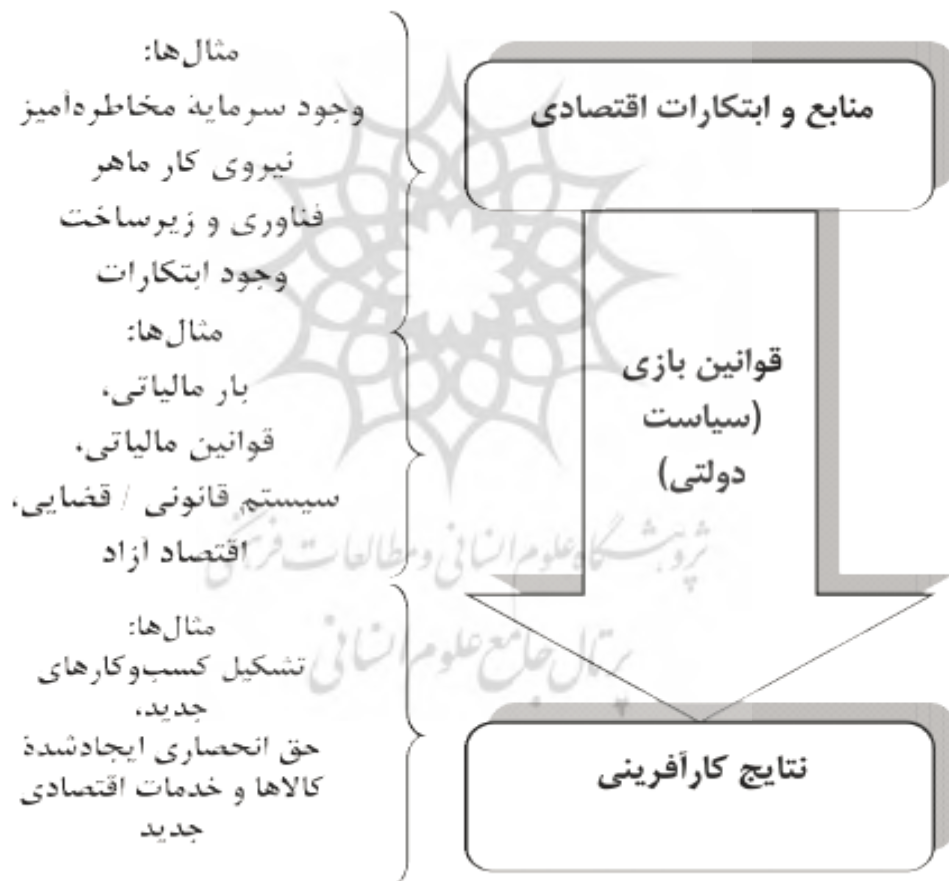 منابع و ابتکارات اقتصادی
مثال‌ها:
وجود سرمایۀ مخاطره‌آمیز
نیروی کار ماهر
فناوری و زیرساخت
وجود ابتکارات
قوانین بازی
(سیاست
دولتی)
مثال‌ها:
بار مالیاتی،
قوانین مالیاتی،
سیستم قانونی / قضایی،
اقتصاد آزاد
پژوهشگاه علوم انسانی و مطالعات فرهنگی
پرتال جامع علوم انسانی
نتایج کارآفرینی
مثال‌ها:
تشکیل کسب‌وکارهای
جدید،
حق انحصاری ایجادشدۀ
کالاها و خدمات اقتصادی
جدید